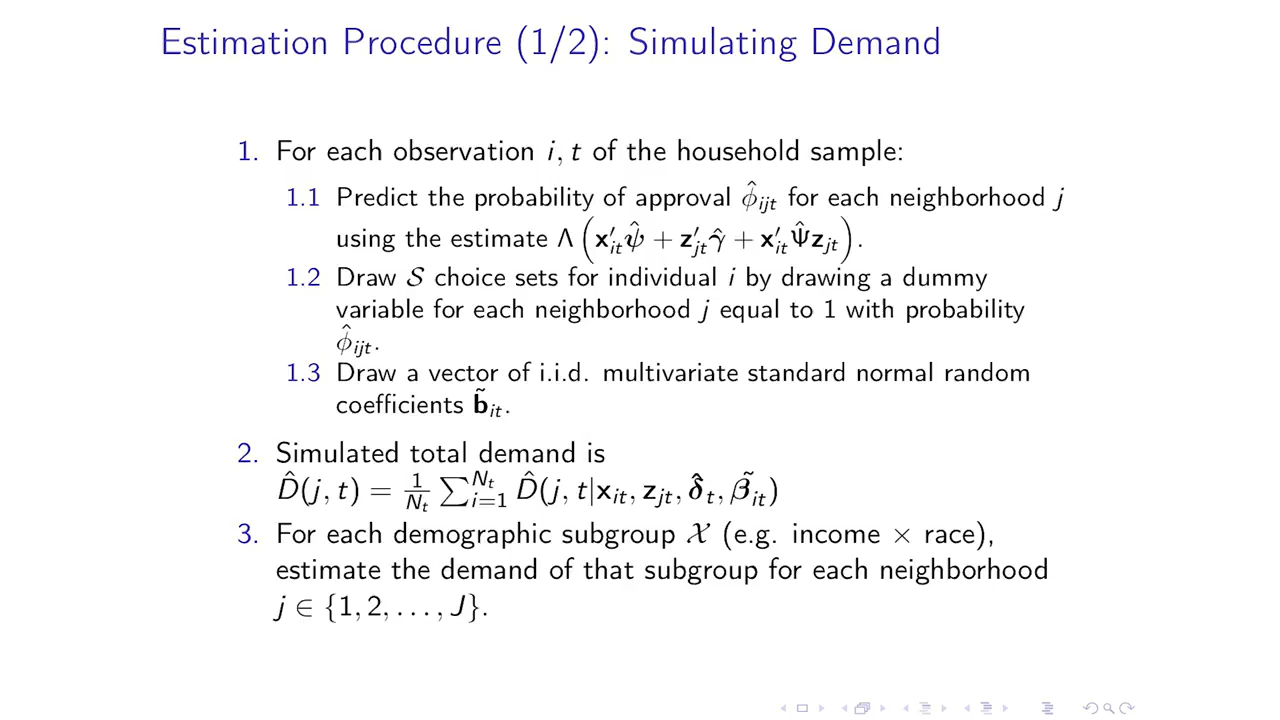 Estimation Procedure (1/2): Simulating Demand
1. For each observation i, t of the household sample:
1.1 Predict the probability of approval φ̂ᵢⱼₜ for each neighborhood j
using the estimate Λ(x′ᵢₜψ̂ + z′ⱼₜγ̂ + x′ᵢₜΨ̂zⱼₜ).
1.2 Draw 𝒮 choice sets for individual i by drawing a dummy
variable for each neighborhood j equal to 1 with probability
φ̂ᵢⱼₜ.
1.3 Draw a vector of i.i.d. multivariate standard normal random
coefficients b̃ᵢₜ.
2. Simulated total demand is
D̂(j, t) = 1/Nₜ ∑ᵢ₌₁^Nₜ D̂(j, t|xᵢₜ, zⱼₜ, δ̂ₜ, β̃ᵢₜ)
3. For each demographic subgroup 𝒳 (e.g. income × race),
estimate the demand of that subgroup for each neighborhood
j ∈ {1, 2, . . . , J}.